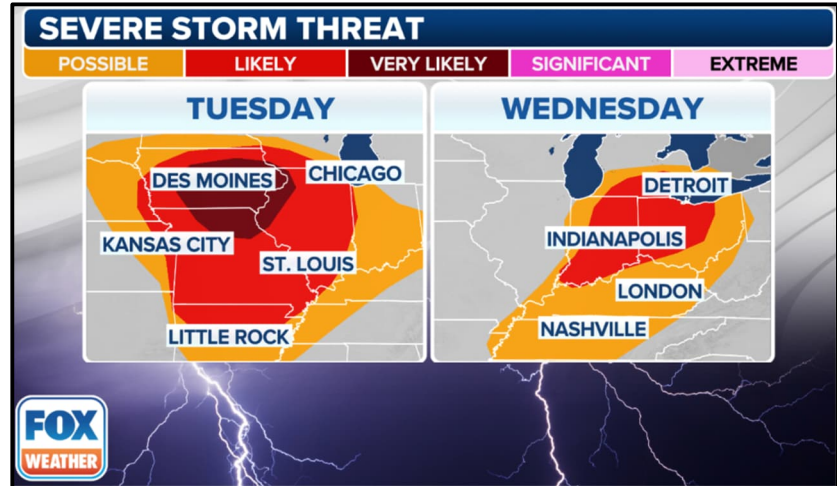 SEVERE STORM THREAT
POSSIBLE
LIKELY
VERY LIKELY
SIGNIFICANT
EXTREME
TUESDAY
DES MOINES
CHICAGO
KANSAS CITY
ST. LOUIS
LITTLE ROCK
WEDNESDAY
DETROIT
INDIANAPOLIS
LONDON
NASHVILLE
FOX
WEATHER